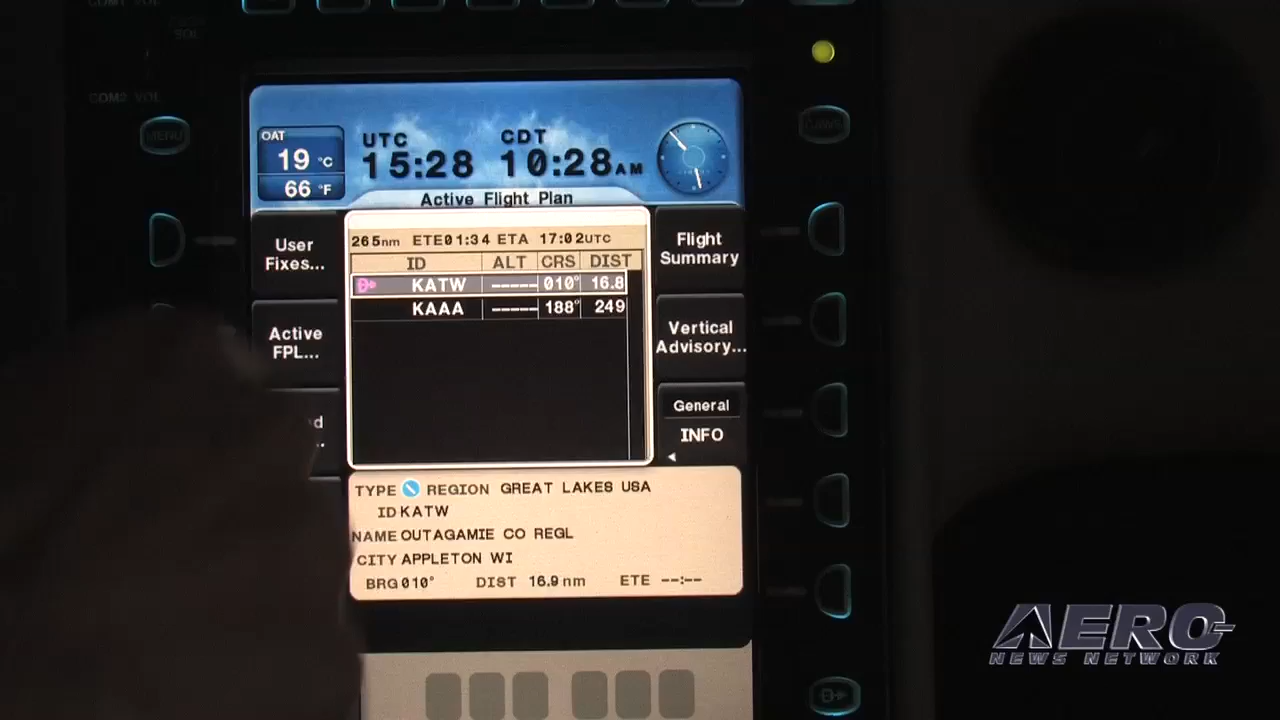 COM1 VOL
SQL
COM2 VOL
MENU
OAT
19 °C
66 °F
UTC
15:28
CDT
10:28AM
Active Flight Plan
User
Fixes...
Active
FPL...
265nm ETE01:34 ETA 17:02UTC
ID ALT CRS DIST
KATW ----- 010° 16.8
KAAA ----- 188° 249
Flight
Summary
Vertical
Advisory...
General
INFO
TYPE REGION GREAT LAKES USA
ID KATW
NAME OUTAGAMIE CO REGL
CITY APPLETON WI
BRG 010° DIST 16.9 nm ETE --:--
AERO
NEWS NETWORK